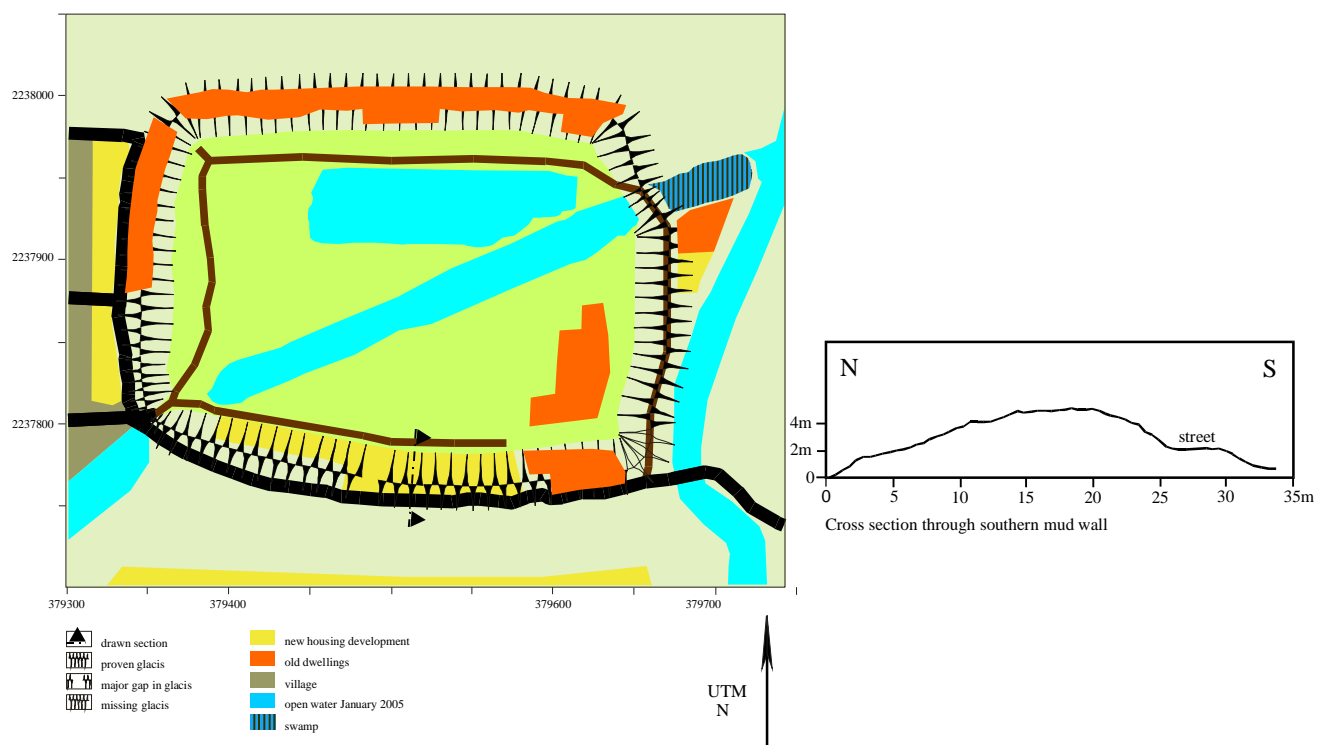 2238000
2237900
2237800
379300
379400
379600
379700
drawn section
proven glacis
major gap in glacis
missing glacis
new housing development
old dwellings
village
open water January 2005
swamp
UTM
N
N
S
4m
2m
0
street
0
5
10
15
20
25
30
35m
Cross section through southern mud wall